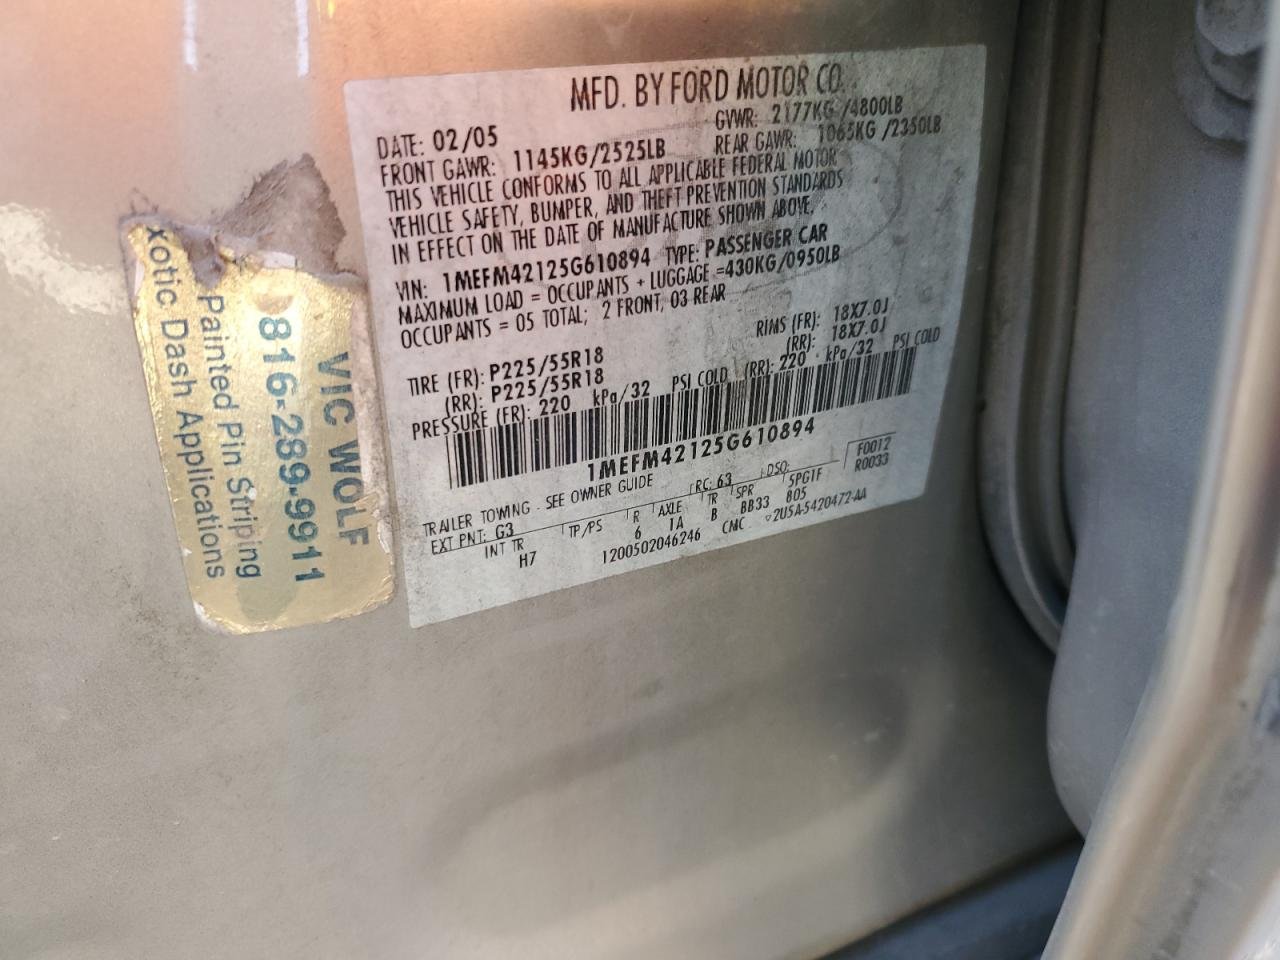 MFD. BY FORD MOTOR CO.
DATE: 02/05 GVWR: 2177KG /4800LB
FRONT GAWR: 1145KG/2525LB REAR GAWR: 1065KG /2350LB
THIS VEHICLE CONFORMS TO ALL APPLICABLE FEDERAL MOTOR
VEHICLE SAFETY, BUMPER, AND THEFT PREVENTION STANDARDS
IN EFFECT ON THE DATE OF MANUFACTURE SHOWN ABOVE.
VIN: 1MEFM42125G610894 TYPE: PASSENGER CAR
MAXIMUM LOAD = OCCUPANTS + LUGGAGE =430KG/0950LB
OCCUPANTS = 05 TOTAL; 2 FRONT, 03 REAR
TIRE (FR): P225/55R18 RIMS (FR): 18X7.0J
(RR): P225/55R18 (RR): 18X7.0J
PRESSURE (FR): 220 kPa/32 PSI COLD (RR): 220 kPa/32 PSI COLD
1MEFM42125G610894
TRAILER TOWING - SEE OWNER GUIDE RC: 63 DSO: F0012
EXT PNT: G3 R0033
INT TR TP/PS R AXLE TR SPR
H7 6 1A B BB33 5PG1F
805
1200502046246 CMC ▽2U5A-5420472-AA
VIC WOLF
816-289-9911
Painted Pin Striping
xotic Dash Applications